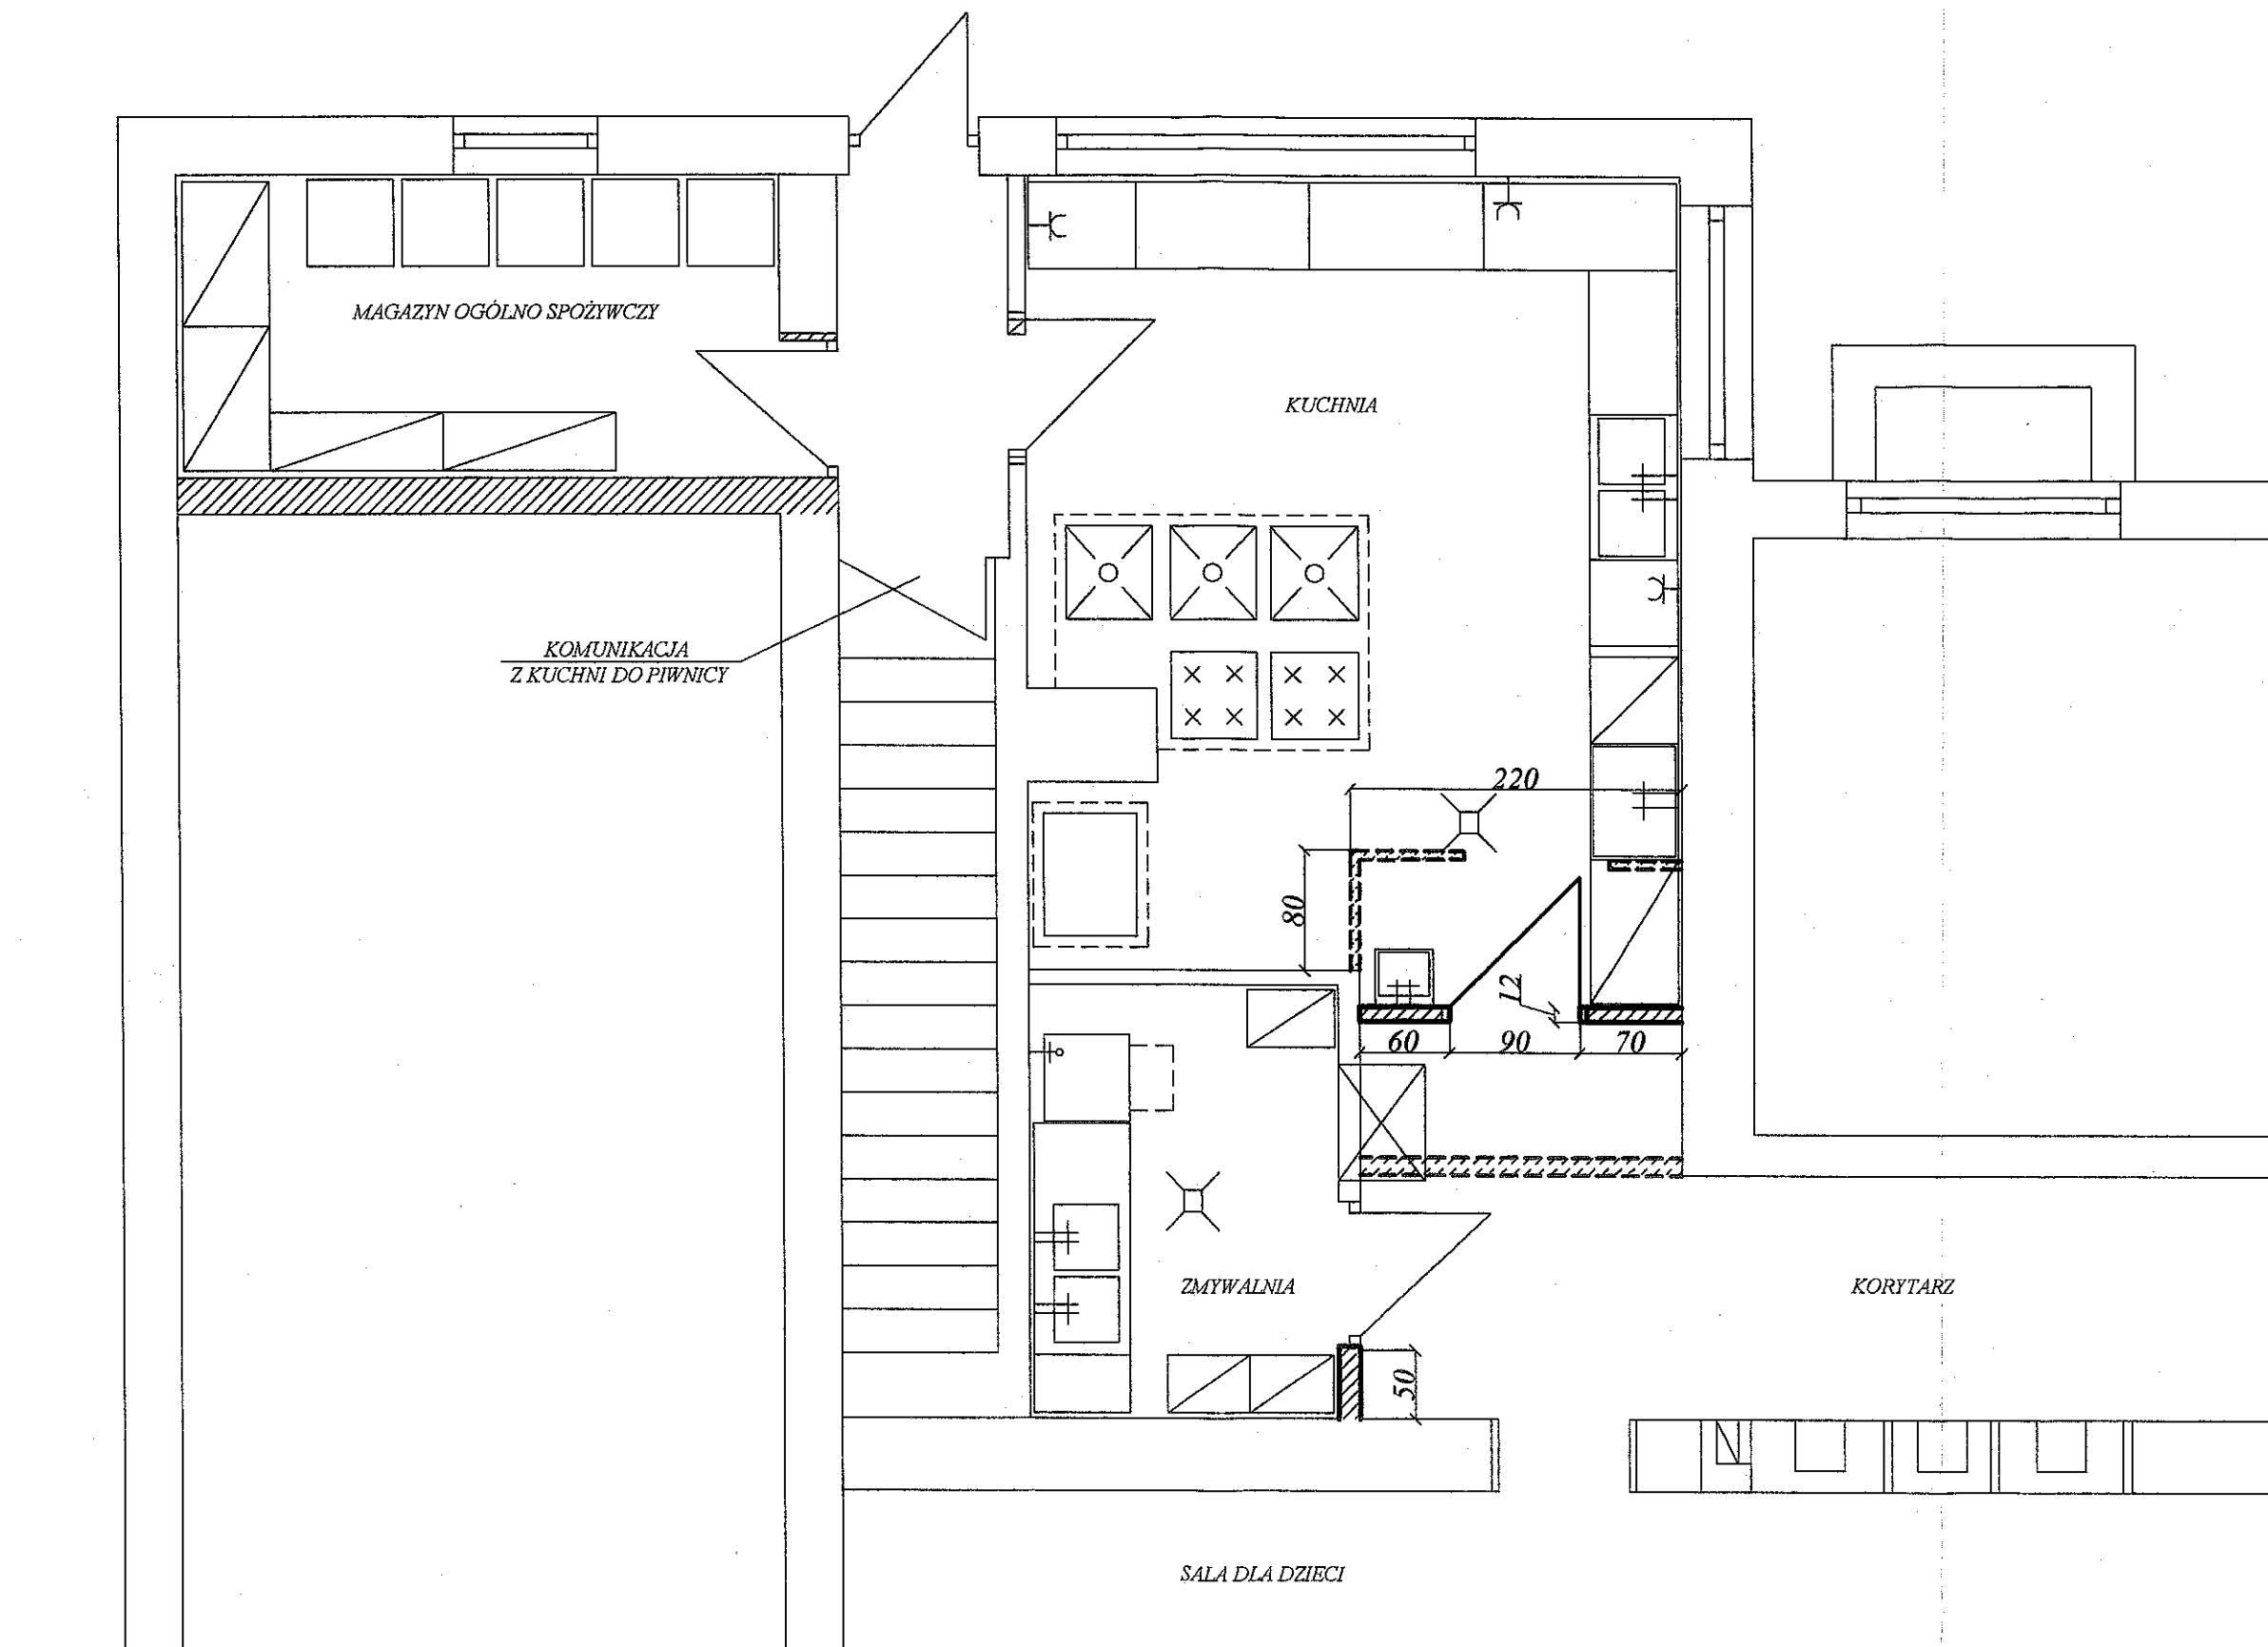 MAGAZYN OGÓLNO SPOŻYWCZY
KUCHNIA
KOMUNIKACJA
Z KUCHNI DO PIWNICY
220
80
12
60
90
70
ZMYWALNIA
KORYTARZ
50
SALA DLA DZIECI